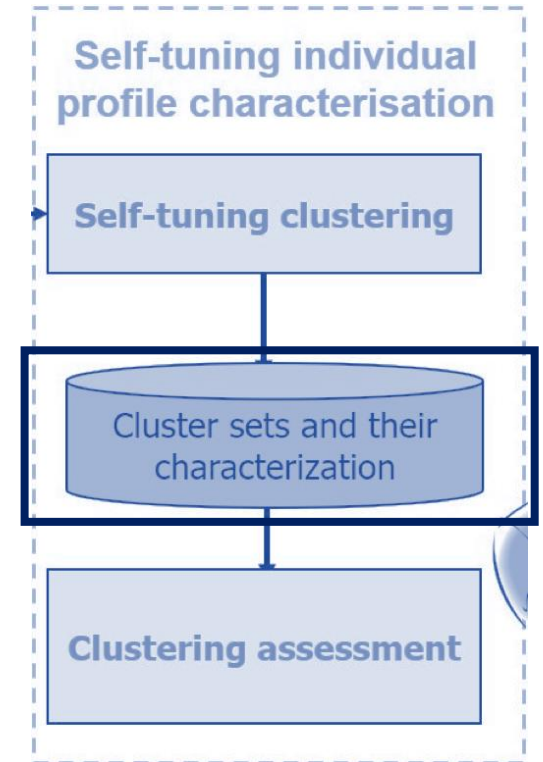 Self-tuning individual
profile characterisation
Self-tuning clustering
Cluster sets and their
characterization
Clustering assessment